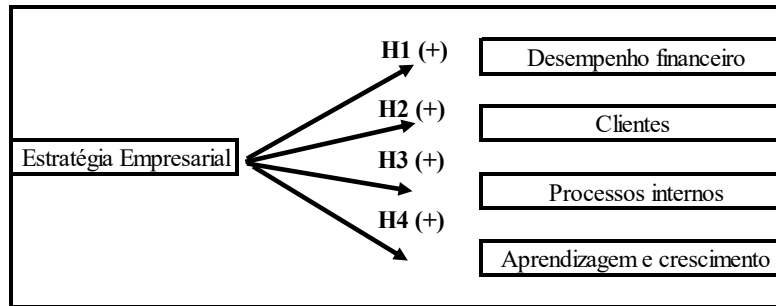 H1 (+)
Desempenho financeiro
H2 (+)
Clientes
Estratégia Empresarial
H3 (+)
Processos internos
H4 (+)
Aprendizagem e crescimento